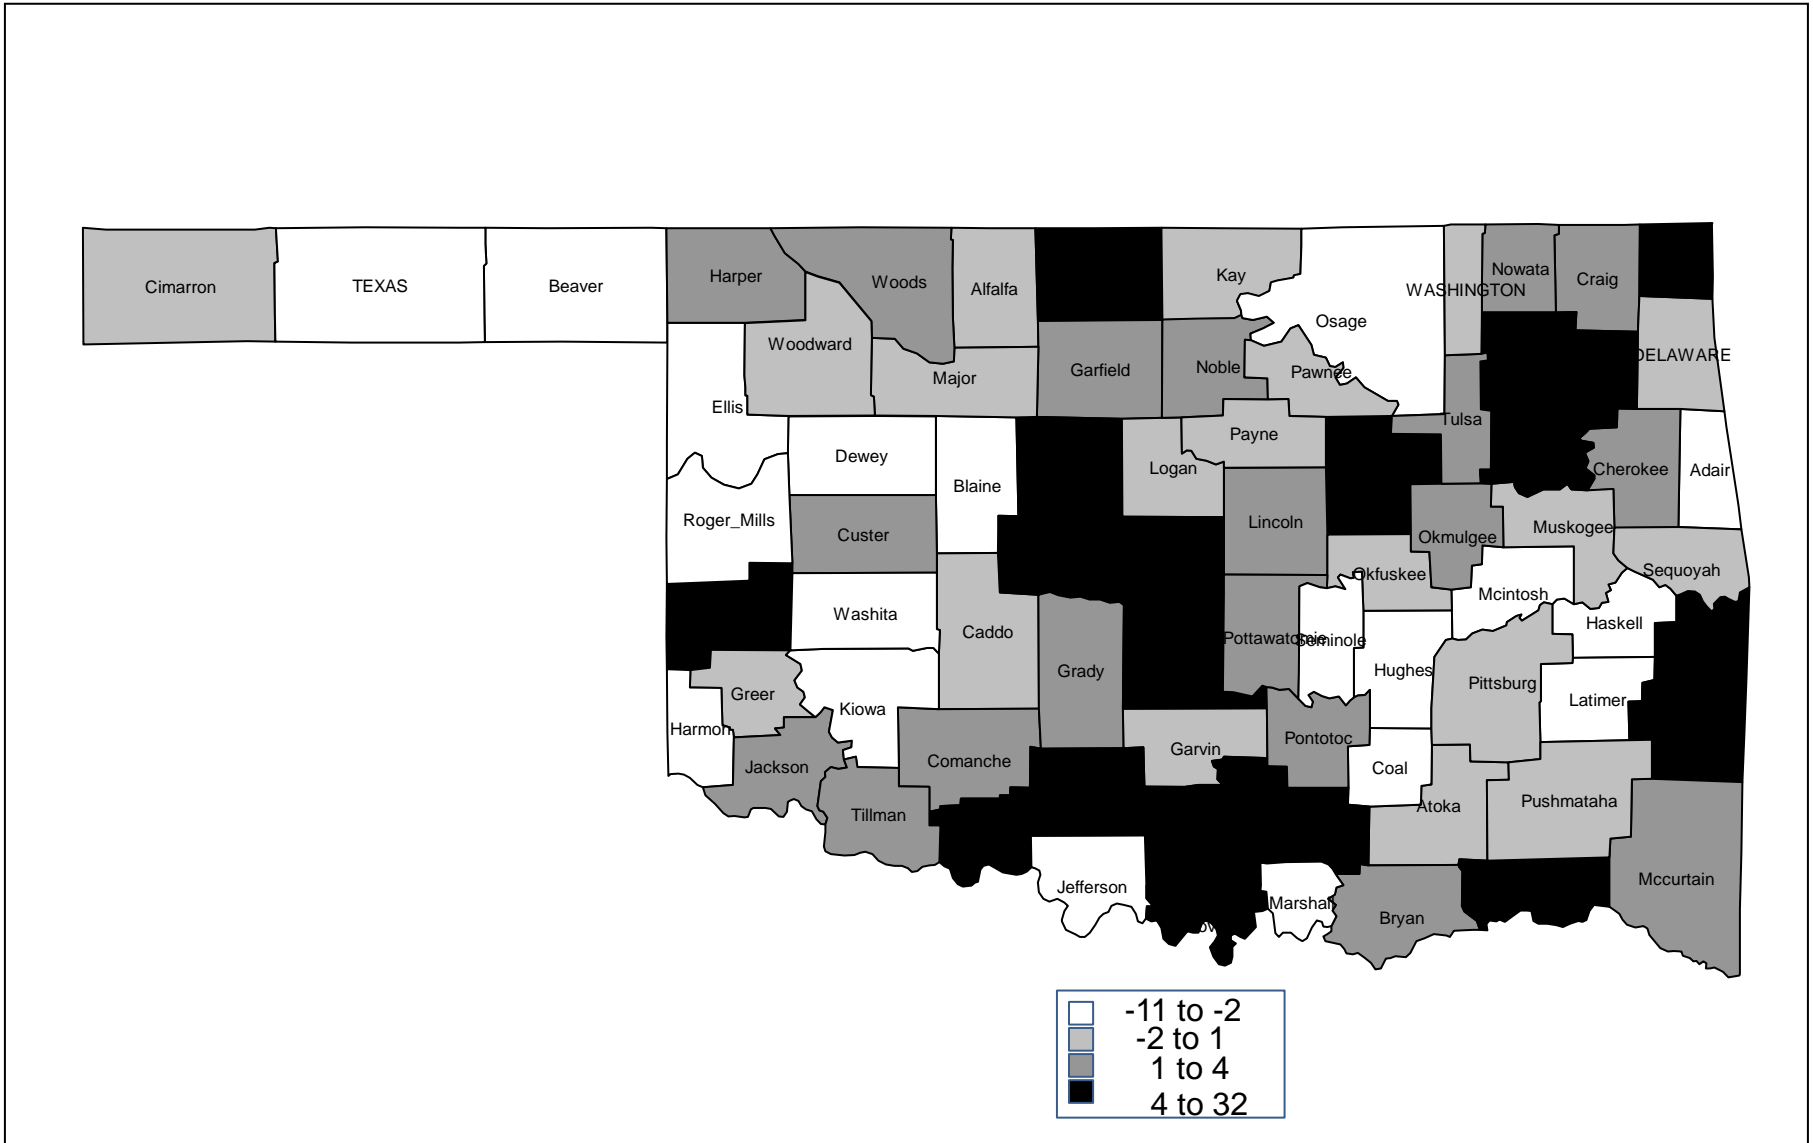 Cimarron
TEXAS
Beaver
Harper
Woods
Alfalfa
Kay
WASHINGTON
Nowata
Craig
Osage
Woodward
DELAWARE
Major
Garfield
Noble
Pawnee
Ellis
Tulsa
Payne
Dewey
Logan
Cherokee
Adair
Blaine
Roger_Mills
Lincoln
Muskogee
Custer
Okmulgee
Okfuskee
Sequoyah
Mcintosh
Washita
Haskell
Caddo
Pottawatomie
Seminole
Grady
Hughes
Pittsburg
Greer
Latimer
Kiowa
Harmon
Pontotoc
Garvin
Comanche
Jackson
Coal
Pushmataha
Atoka
Tillman
Mccurtain
Jefferson
Marshal
Bryan
-11 to -2
-2 to 1
1 to 4
4 to 32